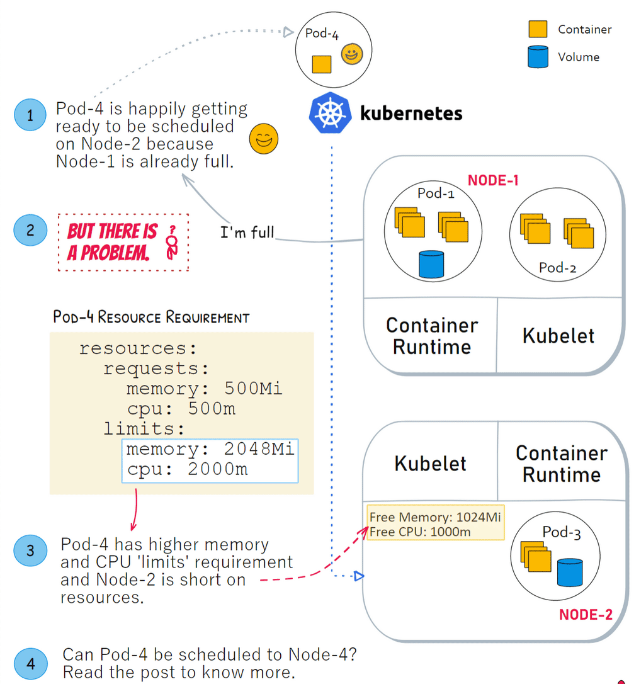 Pod-4
Container
Volume
kubernetes
1
Pod-4 is happily getting
ready to be scheduled
on Node-2 because
Node-1 is already full.
NODE-1
Pod-1
Pod-2
2
BUT THERE IS
A PROBLEM.
I'm full
Container
Runtime
Kubelet
POD-4 RESOURCE REQUIREMENT
resources:
requests:
memory: 500Mi
cpu: 500m
limits:
memory: 2048Mi
cpu: 2000m
Kubelet
Container
Runtime
Free Memory: 1024Mi
Free CPU: 1000m
Pod-3
NODE-2
3
Pod-4 has higher memory
and CPU 'limits' requirement
and Node-2 is short on
resources.
4
Can Pod-4 be scheduled to Node-4?
Read the post to know more.